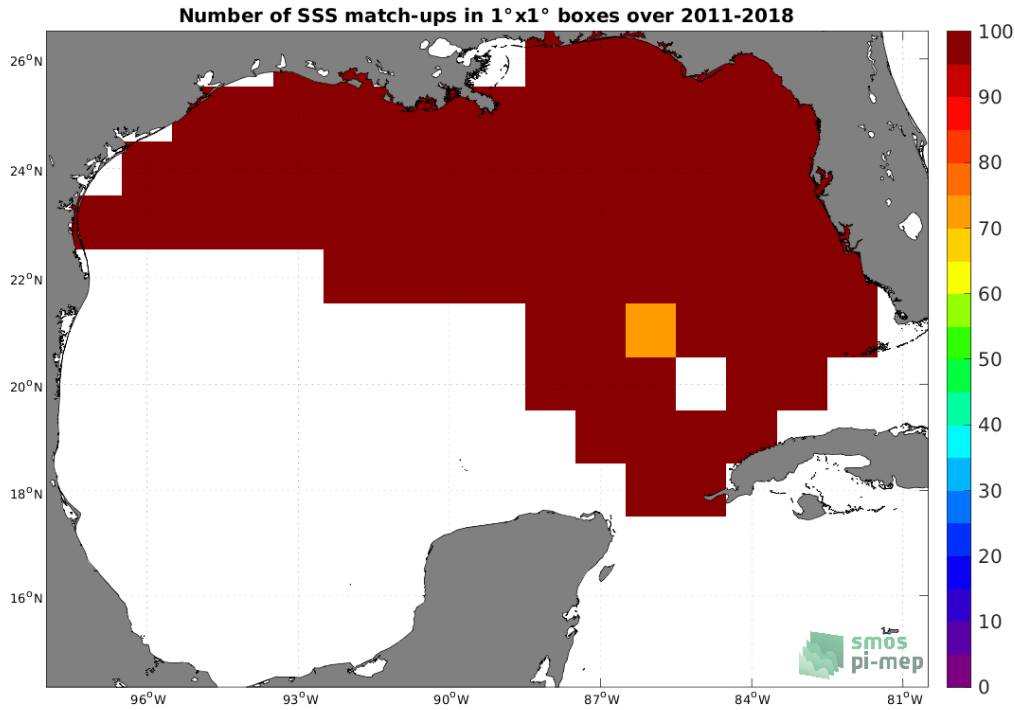 Number of SSS match-ups in 1°x1° boxes over 2011-2018
26°N
24°N
22°N
20°N
18°N
16°N
96°W
93°W
90°W
87°W
84°W
81°W
100
90
80
70
60
50
40
30
20
10
0
smos
pi-mep